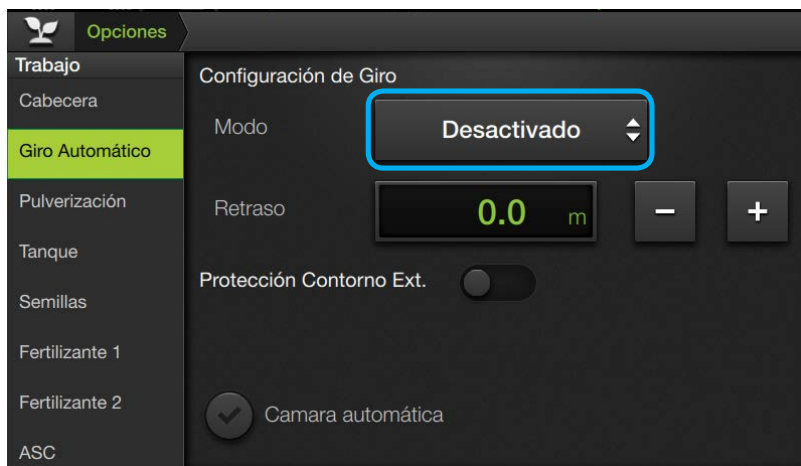 Opciones
Trabajo
Cabecera
Giro Automático
Pulverización
Tanque
Semillas
Fertilizante 1
Fertilizante 2
ASC
Configuración de Giro
Modo
Desactivado
Retraso
0.0 m
− +
Protección Contorno Ext.
Camara automática